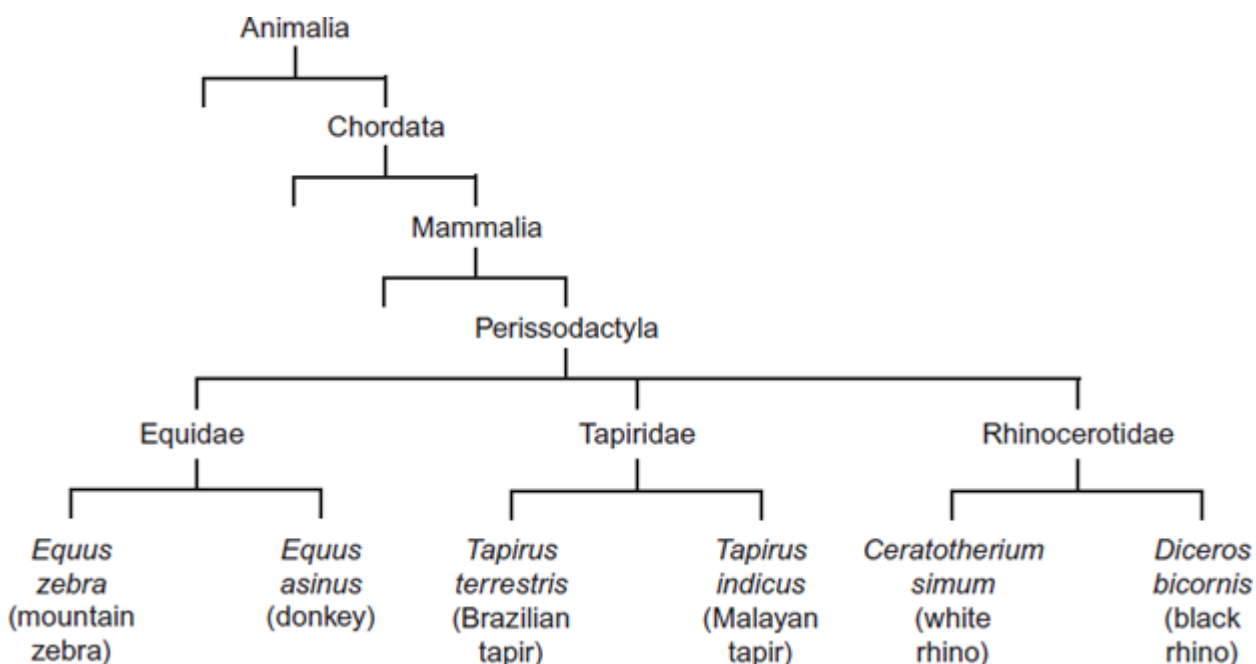 Animalia
Chordata
Mammalia
Perissodactyla
Equidae
Tapiridae
Rhinocerotidae
Equus
zebra
(mountain
zebra)
Equus
asinus
(donkey)
Tapirus
terrestris
(Brazilian
tapir)
Tapirus
indicus
(Malayan
tapir)
Ceratotherium
simum
(white
rhino)
Diceros
bicornis
(black
rhino)